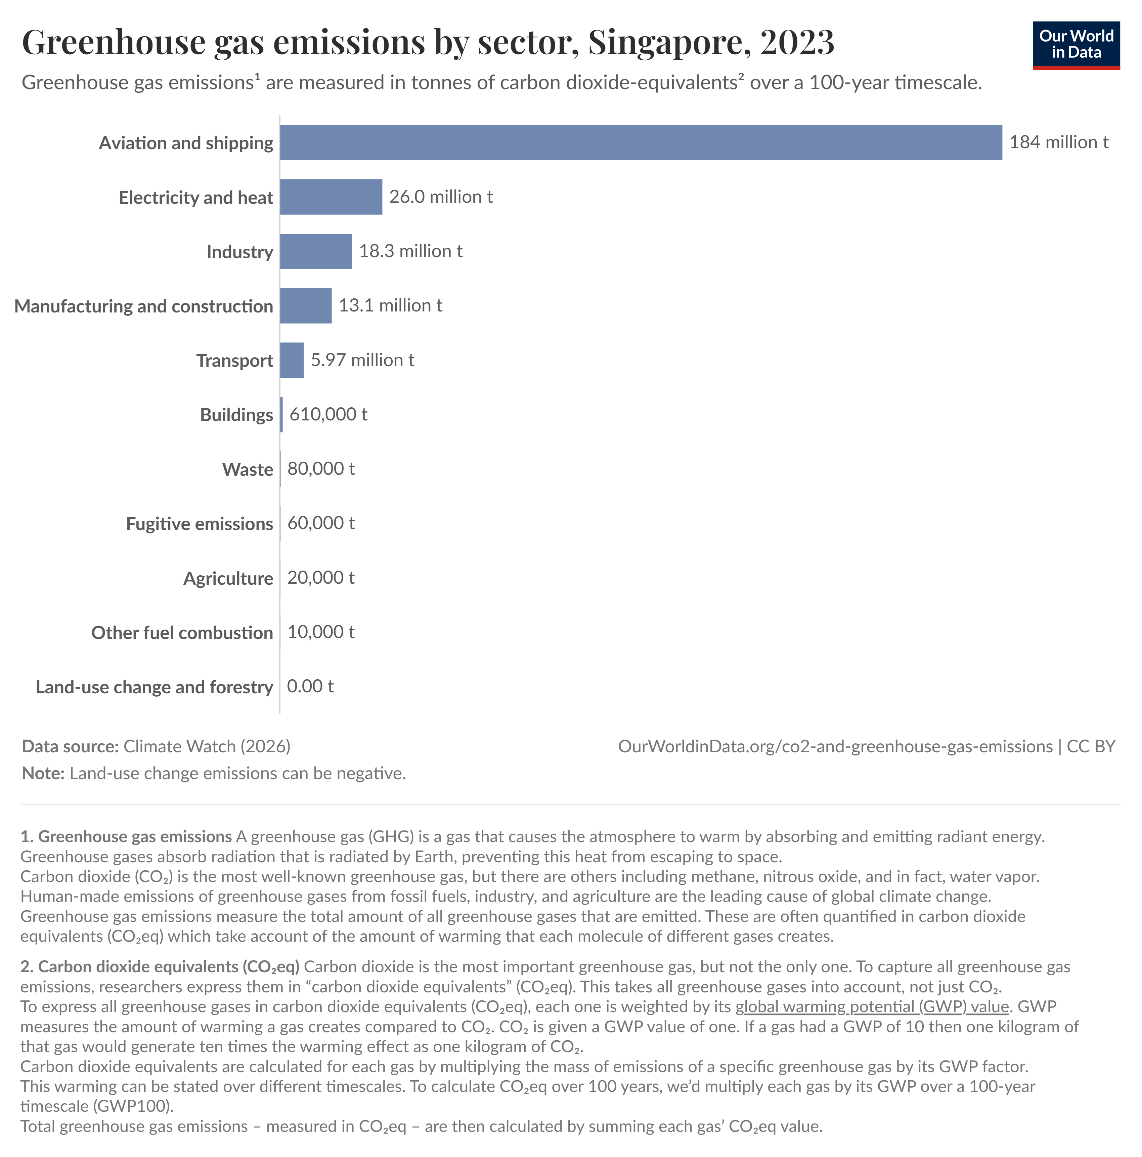 Greenhouse gas emissions by sector, Singapore, 2023
Our World
in Data
Greenhouse gas emissions¹ are measured in tonnes of carbon dioxide-equivalents² over a 100-year timescale.
Aviation and shipping 184 million t
Electricity and heat 26.0 million t
Industry 18.3 million t
Manufacturing and construction 13.1 million t
Transport 5.97 million t
Buildings 610,000 t
Waste 80,000 t
Fugitive emissions 60,000 t
Agriculture 20,000 t
Other fuel combustion 10,000 t
Land-use change and forestry 0.00 t
Data source: Climate Watch (2026) OurWorldinData.org/co2-and-greenhouse-gas-emissions | CC BY
Note: Land-use change emissions can be negative.
1. Greenhouse gas emissions A greenhouse gas (GHG) is a gas that causes the atmosphere to warm by absorbing and emitting radiant energy.
Greenhouse gases absorb radiation that is radiated by Earth, preventing this heat from escaping to space.
Carbon dioxide (CO₂) is the most well-known greenhouse gas, but there are others including methane, nitrous oxide, and in fact, water vapor.
Human-made emissions of greenhouse gases from fossil fuels, industry, and agriculture are the leading cause of global climate change.
Greenhouse gas emissions measure the total amount of all greenhouse gases that are emitted. These are often quantified in carbon dioxide
equivalents (CO₂eq) which take account of the amount of warming that each molecule of different gases creates.
2. Carbon dioxide equivalents (CO₂eq) Carbon dioxide is the most important greenhouse gas, but not the only one. To capture all greenhouse gas
emissions, researchers express them in “carbon dioxide equivalents” (CO₂eq). This takes all greenhouse gases into account, not just CO₂.
To express all greenhouse gases in carbon dioxide equivalents (CO₂eq), each one is weighted by its global warming potential (GWP) value. GWP
measures the amount of warming a gas creates compared to CO₂. CO₂ is given a GWP value of one. If a gas had a GWP of 10 then one kilogram of
that gas would generate ten times the warming effect as one kilogram of CO₂.
Carbon dioxide equivalents are calculated for each gas by multiplying the mass of emissions of a specific greenhouse gas by its GWP factor.
This warming can be stated over different timescales. To calculate CO₂eq over 100 years, we’d multiply each gas by its GWP over a 100-year
timescale (GWP100).
Total greenhouse gas emissions – measured in CO₂eq – are then calculated by summing each gas’ CO₂eq value.